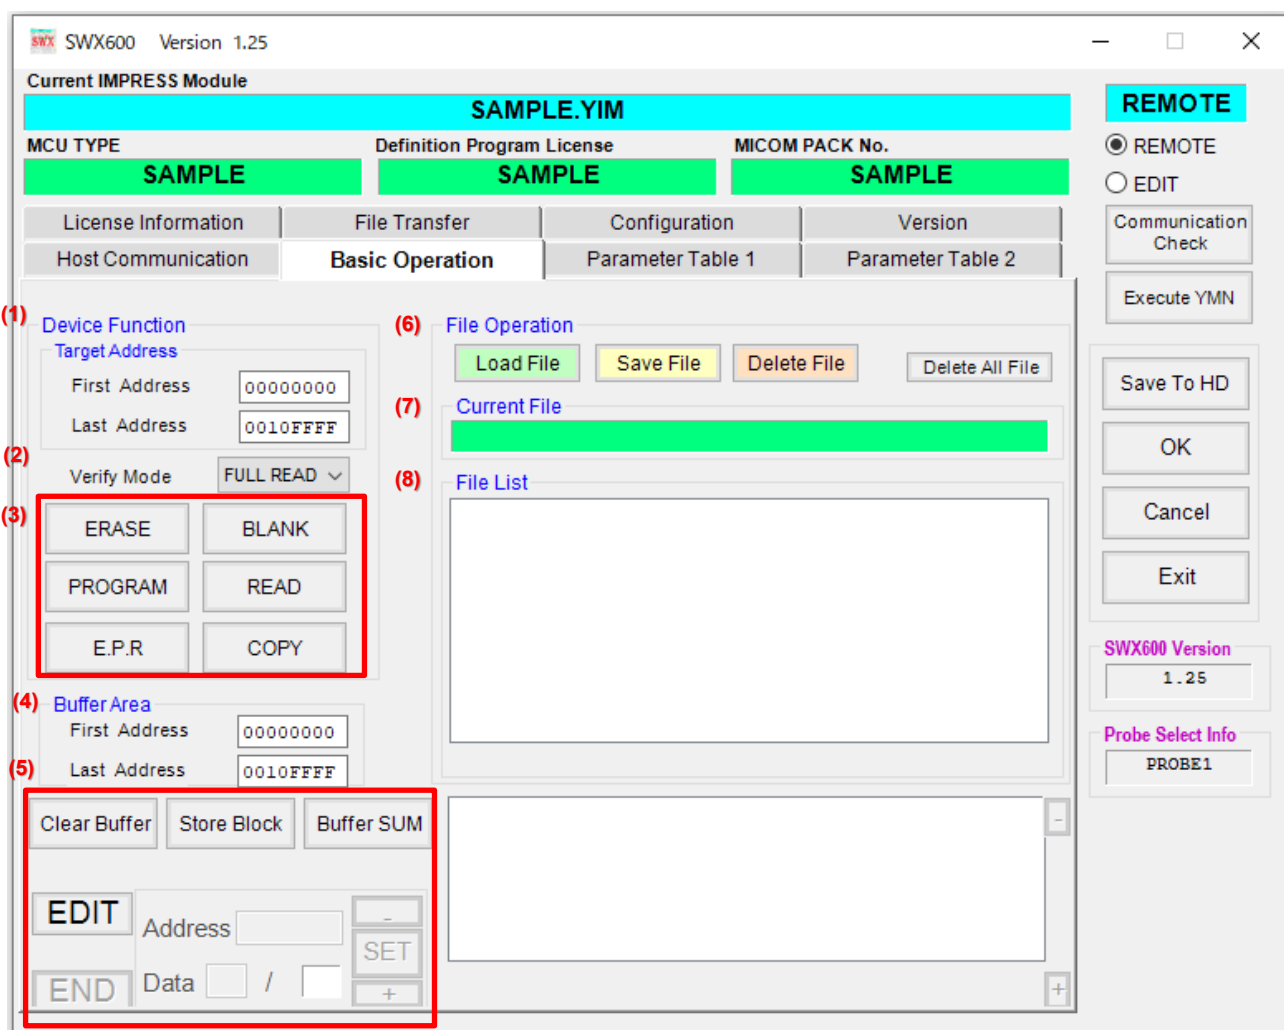 SWX SWX600 Version 1.25
Current IMPRESS Module
SAMPLE.YIM
REMOTE
MCU TYPE Definition Program License MICOM PACK No.
SAMPLE SAMPLE SAMPLE
REMOTE
EDIT
License Information File Transfer Configuration Version
Host Communication Basic Operation Parameter Table 1 Parameter Table 2
Communication
Check
Execute YMN
(1) Device Function
Target Address
First Address 00000000
Last Address 0010FFFF
(2) Verify Mode FULL READ
(3) ERASE BLANK
PROGRAM READ
E.P.R COPY
(4) Buffer Area
First Address 00000000
(5) Last Address 0010FFFF
Clear Buffer Store Block Buffer SUM
EDIT Address -
SET
END Data / +
(6) File Operation
Load File Save File Delete File Delete All File
(7) Current File
(8) File List
-
+
Save To HD
OK
Cancel
Exit
SWX600 Version
1.25
Probe Select Info
PROBE1